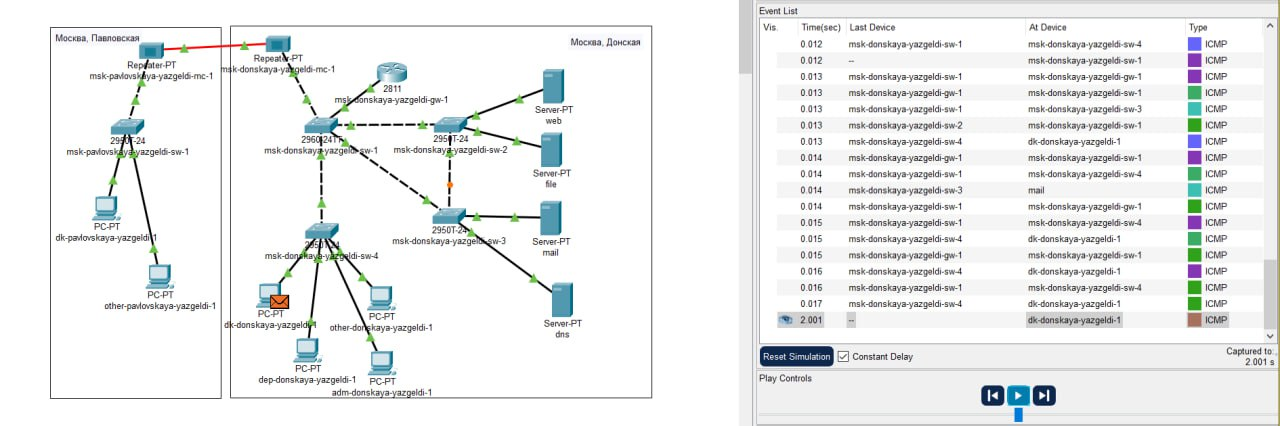 Москва, Павловская
Москва, Донская
Repeater-PT
msk-pavlovskaya-yazgeldi-mc-1
Repeater-PT
msk-donskaya-yazgeldi-mc-1
2811
msk-donskaya-yazgeldi-gw-1
Server-PT
web
2950T-24
msk-pavlovskaya-yazgeldi-sw-1
2960-24TT
msk-donskaya-yazgeldi-sw-1
2950T-24
msk-donskaya-yazgeldi-sw-2
Server-PT
file
PC-PT
dk-pavlovskaya-yazgeldi-1
2950T-24
msk-donskaya-yazgeldi-sw-3
Server-PT
mail
2950T-24
msk-donskaya-yazgeldi-sw-4
PC-PT
other-pavlovskaya-yazgeldi-1
PC-PT
dk-donskaya-yazgeldi-1
PC-PT
other-donskaya-yazgeldi-1
Server-PT
dns
PC-PT
dep-donskaya-yazgeldi-1
PC-PT
adm-donskaya-yazgeldi-1
Event List
Vis. Time(sec) Last Device At Device Type
0.012 msk-donskaya-yazgeldi-sw-1 msk-donskaya-yazgeldi-sw-4 ICMP
0.012 -- msk-donskaya-yazgeldi-sw-1 ICMP
0.013 msk-donskaya-yazgeldi-sw-1 msk-donskaya-yazgeldi-gw-1 ICMP
0.013 msk-donskaya-yazgeldi-gw-1 msk-donskaya-yazgeldi-sw-1 ICMP
0.013 msk-donskaya-yazgeldi-sw-1 msk-donskaya-yazgeldi-sw-3 ICMP
0.013 msk-donskaya-yazgeldi-sw-2 msk-donskaya-yazgeldi-sw-1 ICMP
0.013 msk-donskaya-yazgeldi-sw-4 dk-donskaya-yazgeldi-1 ICMP
0.014 msk-donskaya-yazgeldi-gw-1 msk-donskaya-yazgeldi-sw-1 ICMP
0.014 msk-donskaya-yazgeldi-sw-1 msk-donskaya-yazgeldi-sw-4 ICMP
0.014 msk-donskaya-yazgeldi-sw-3 mail ICMP
0.014 msk-donskaya-yazgeldi-sw-1 msk-donskaya-yazgeldi-gw-1 ICMP
0.015 msk-donskaya-yazgeldi-sw-1 msk-donskaya-yazgeldi-sw-4 ICMP
0.015 msk-donskaya-yazgeldi-sw-4 dk-donskaya-yazgeldi-1 ICMP
0.015 msk-donskaya-yazgeldi-gw-1 msk-donskaya-yazgeldi-sw-1 ICMP
0.016 msk-donskaya-yazgeldi-sw-4 dk-donskaya-yazgeldi-1 ICMP
0.016 msk-donskaya-yazgeldi-sw-1 msk-donskaya-yazgeldi-sw-4 ICMP
0.017 msk-donskaya-yazgeldi-sw-4 dk-donskaya-yazgeldi-1 ICMP
2.001 -- dk-donskaya-yazgeldi-1 ICMP
Reset Simulation Constant Delay
Captured to:
2.001 s
Play Controls